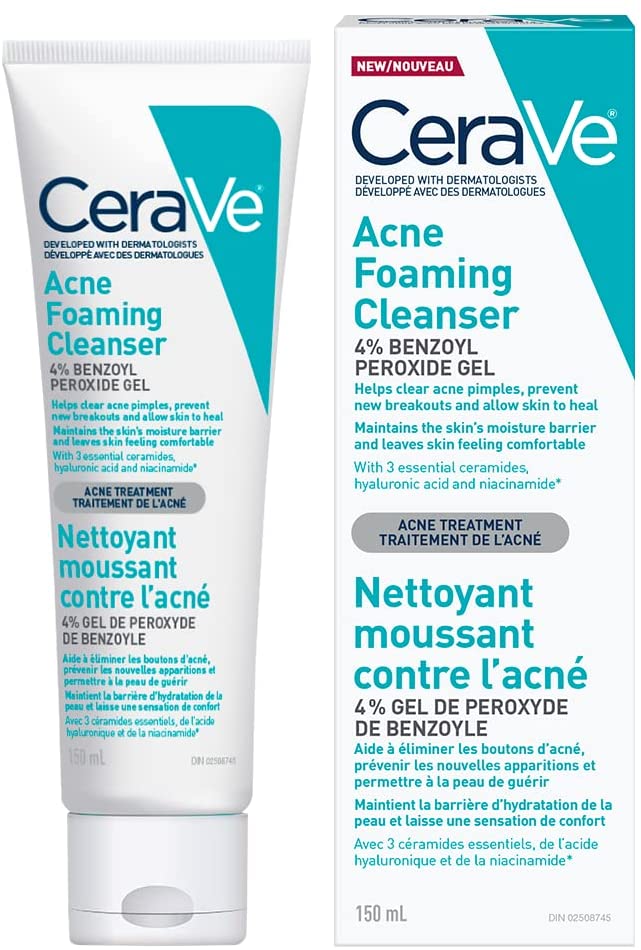 CeraVe®
DEVELOPED WITH DERMATOLOGISTS
DÉVELOPPÉ AVEC DES DERMATOLOGUES
Acne
Foaming
Cleanser
4% BENZOYL
PEROXIDE GEL
Helps clear acne pimples, prevent
new breakouts and allow skin to heal
Maintains the skin's moisture barrier
and leaves skin feeling comfortable
With 3 essential ceramides,
hyaluronic acid and niacinamide*
ACNE TREATMENT
TRAITEMENT DE L'ACNÉ
Nettoyant
moussant
contre l'acné
4% GEL DE PEROXYDE
DE BENZOYLE
Aide à éliminer les boutons d'acné,
prévenir les nouvelles apparitions et
permettre à la peau de guérir
Maintient la barrière d'hydratation de la
peau et laisse une sensation de confort
Avec 3 céramides essentiels, de l'acide
hyaluronique et de la niacinamide*
150 mL DIN 02508745
NEW/NOUVEAU
CeraVe®
DEVELOPED WITH DERMATOLOGISTS
DÉVELOPPÉ AVEC DES DERMATOLOGUES
Acne
Foaming
Cleanser
4% BENZOYL
PEROXIDE GEL
Helps clear acne pimples, prevent
new breakouts and allow skin to heal
Maintains the skin's moisture barrier
and leaves skin feeling comfortable
With 3 essential ceramides,
hyaluronic acid and niacinamide*
ACNE TREATMENT
TRAITEMENT DE L'ACNÉ
Nettoyant
moussant
contre l'acné
4% GEL DE PEROXYDE
DE BENZOYLE
Aide à éliminer les boutons d'acné,
prévenir les nouvelles apparitions et
permettre à la peau de guérir
Maintient la barrière d'hydratation de la
peau et laisse une sensation de confort
Avec 3 céramides essentiels, de l'acide
hyaluronique et de la niacinamide*
150 mL DIN 02508745